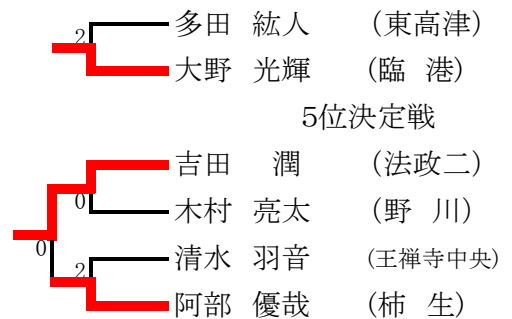 2 多田 紘人 (東高津)
大野 光輝 (臨 港)
5位決定戦
吉田 潤 (法政二)
0 木村 亮太 (野 川)
0 清水 羽音 (王禅寺中央)
2 阿部 優哉 (柿 生)